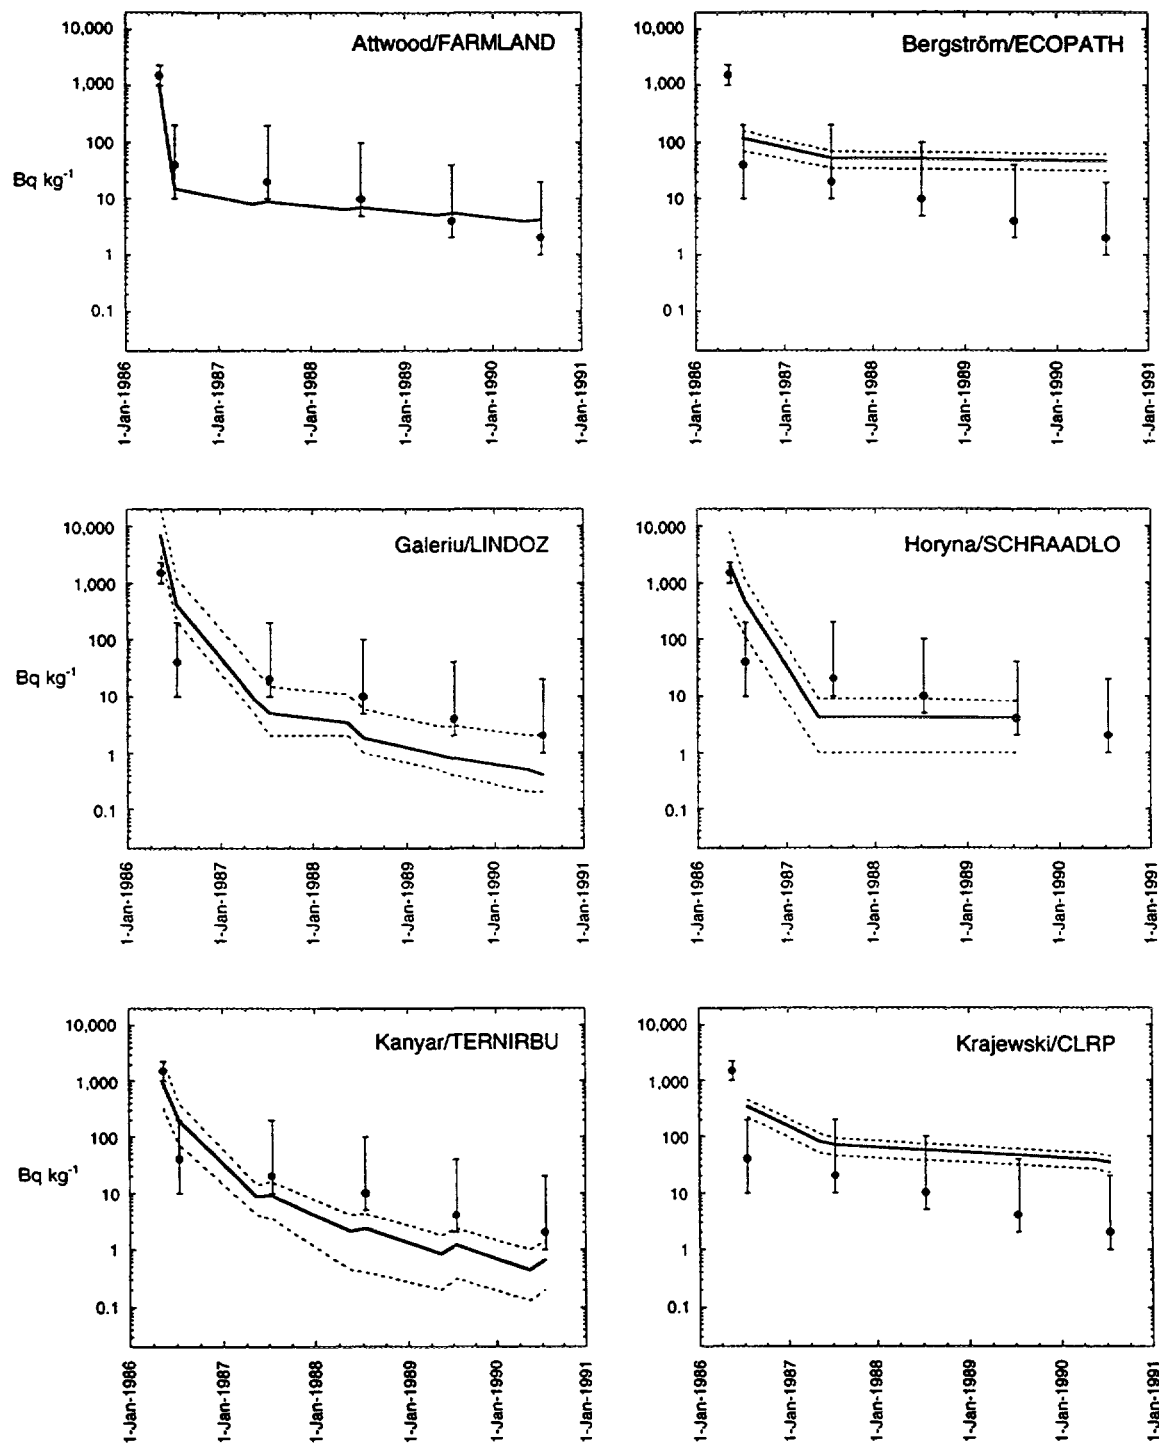 Attwood/FARMLAND
10,000
1,000
100
10
1
0.1
Bq kg-1
1-Jan-1986
1-Jan-1987
1-Jan-1988
1-Jan-1989
1-Jan-1990
1-Jan-1991
Bergström/ECOPATH
10,000
1,000
100
10
1
0 1
1-Jan-1986
1-Jan-1987
1-Jan-1988
1-Jan-1989
1-Jan-1990
1-Jan-1991
Galeriu/LINDOZ
10,000
1,000
100
10
1
0.1
Bq kg-1
1-Jan-1986
1-Jan-1987
1-Jan-1988
1-Jan-1989
1-Jan-1990
1-Jan-1991
Horyna/SCHRAADLO
10,000
1,000
100
10
1
0.1
1-Jan-1986
1-Jan-1987
1-Jan-1988
1-Jan-1989
1-Jan-1990
1-Jan-1991
Kanyar/TERNIRBU
10,000
1,000
100
10
1
0.1
Bq kg-1
1-Jan-1986
1-Jan-1987
1-Jan-1988
1-Jan-1989
1-Jan-1990
1-Jan-1991
Krajewski/CLRP
10,000
1,000
100
10
1
0.1
1-Jan-1986
1-Jan-1987
1-Jan-1988
1-Jan-1989
1-Jan-1990
1-Jan-1991